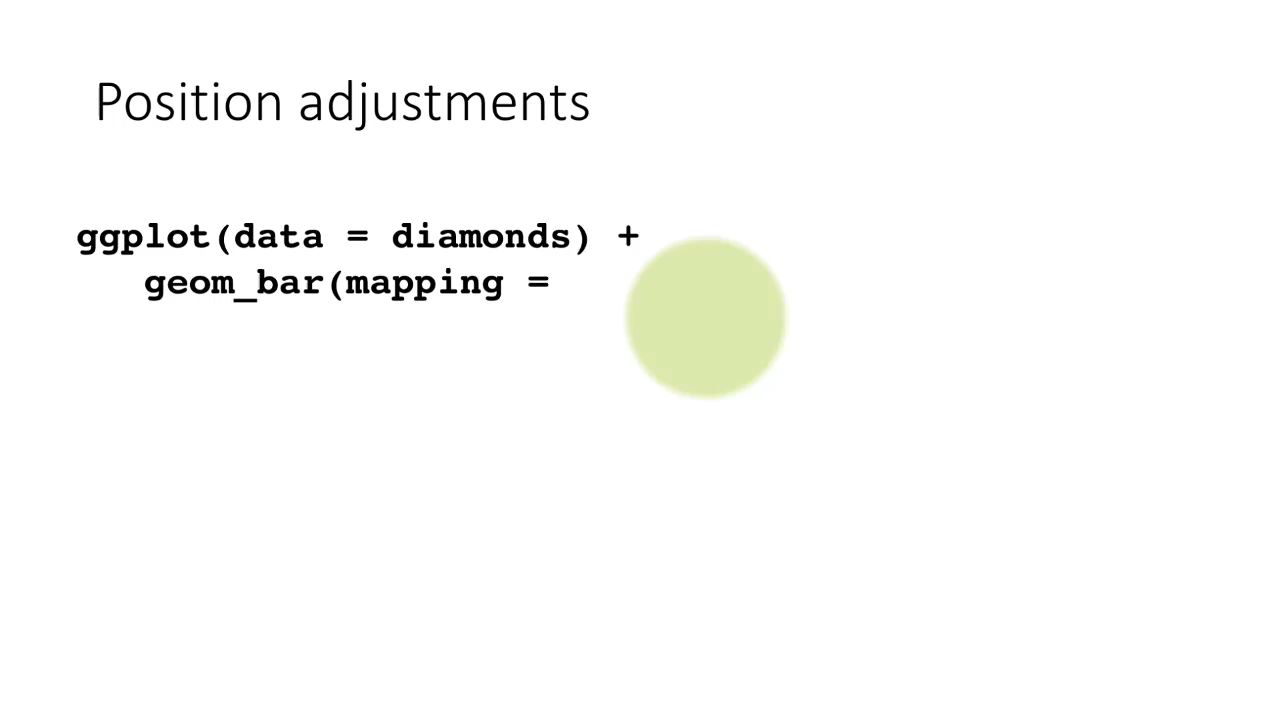 Position adjustments
ggplot(data = diamonds) +
geom_bar(mapping =